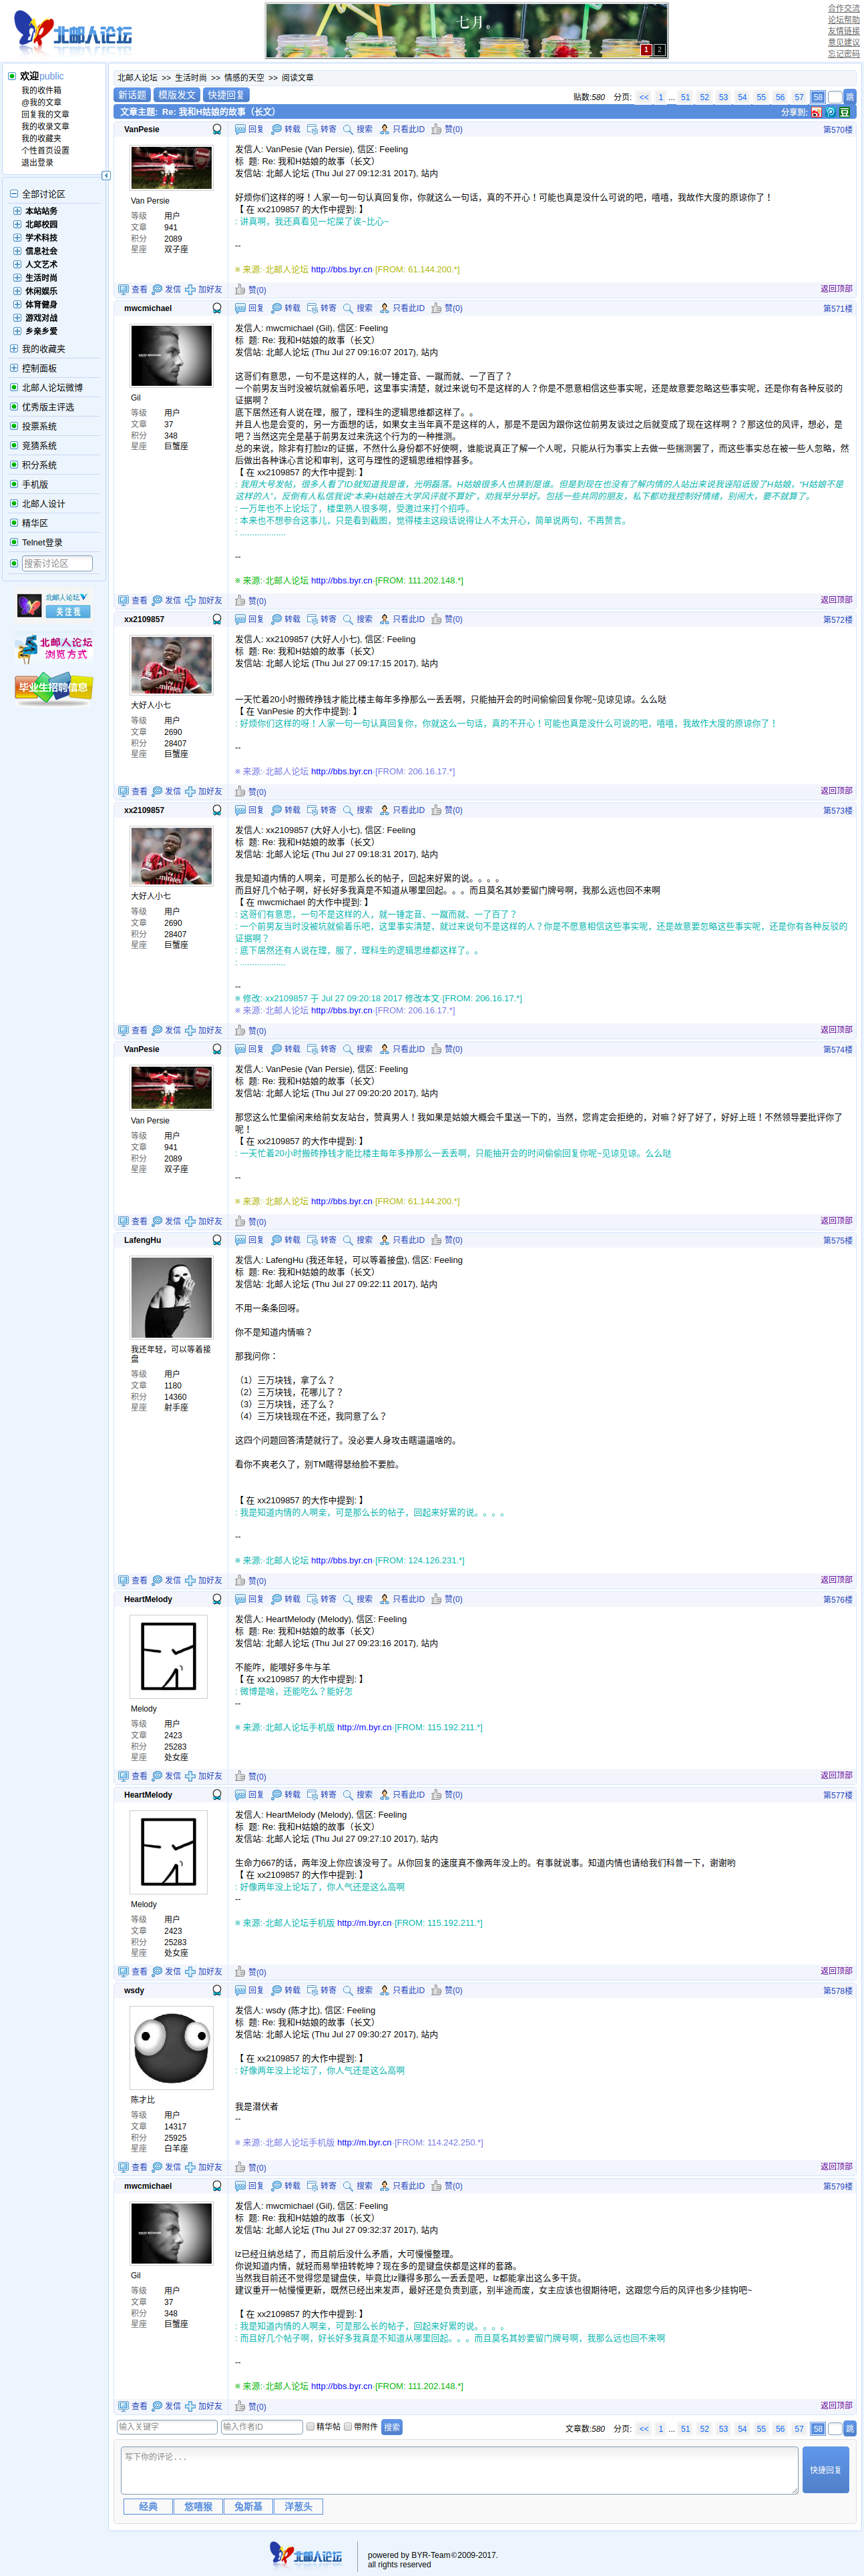 北邮人论坛
七月。
1 2
合作交流
论坛帮助
友情链接
意见建议
忘记密码
欢迎public
我的收件箱
@我的文章
回复我的文章
我的收录文章
我的收藏夹
个性首页设置
退出登录
全部讨论区
本站站务
北邮校园
学术科技
信息社会
人文艺术
生活时尚
休闲娱乐
体育健身
游戏对战
乡亲乡爱
我的收藏夹
控制面板
北邮人论坛微博
优秀版主评选
投票系统
竞猜系统
积分系统
手机版
北邮人设计
精华区
Telnet登录
搜索讨论区
北邮人论坛
关注我
北邮人论坛
浏览方式
毕业生招聘信息
北邮人论坛 >> 生活时尚 >> 情感的天空 >> 阅读文章
新话题 模版发文 快捷回复
贴数:580 分页: << 1 ... 51 52 53 54 55 56 57 58 跳
文章主题: Re: 我和H姑娘的故事（长文） 分享到:
VanPesie 回复 转载 转寄 搜索 只看此ID 赞(0) 第570楼
Van Persie
等级 用户
文章 941
积分 2089
星座 双子座
发信人: VanPesie (Van Persie), 信区: Feeling
标 题: Re: 我和H姑娘的故事（长文）
发信站: 北邮人论坛 (Thu Jul 27 09:12:31 2017), 站内
好烦你们这样的呀！人家一句一句认真回复你，你就这么一句话，真的不开心！可能也真是没什么可说的吧，嘻嘻，我故作大度的原谅你了！
【 在 xx2109857 的大作中提到: 】
: 讲真啊，我还真看见一坨屎了诶~比心~
--
※ 来源:·北邮人论坛 http://bbs.byr.cn·[FROM: 61.144.200.*]
查看 发信 加好友 赞(0) 返回顶部
mwcmichael 回复 转载 转寄 搜索 只看此ID 赞(0) 第571楼
Gil
等级 用户
文章 37
积分 348
星座 巨蟹座
发信人: mwcmichael (Gil), 信区: Feeling
标 题: Re: 我和H姑娘的故事（长文）
发信站: 北邮人论坛 (Thu Jul 27 09:16:07 2017), 站内
这哥们有意思，一句不是这样的人，就一锤定音、一蹴而就、一了百了？
一个前男友当时没被坑就偷着乐吧，这里事实清楚，就过来说句不是这样的人？你是不愿意相信这些事实呢，还是故意要忽略这些事实呢，还是你有各种反驳的
证据啊？
底下居然还有人说在理，服了，理科生的逻辑思维都这样了。。
并且人也是会变的，另一方面想的话，如果女主当年真不是这样的人，那是不是因为跟你这位前男友谈过之后就变成了现在这样啊？？那这位的风评，想必，是
吧？当然这完全是基于前男友过来洗这个行为的一种推测。
总的来说，除非有打脸lz的证据，不然什么身份都不好使啊，谁能说真正了解一个人呢，只能从行为事实上去做一些揣测罢了，而这些事实总在被一些人忽略，然
后做出各种诛心言论和审判，这可与理性的逻辑思维相悖甚多。
【 在 xx2109857 的大作中提到: 】
: 我用大号发帖，很多人看了ID就知道我是谁，光明磊落。H姑娘很多人也猜到是谁。但是到现在也没有了解内情的人站出来说我诬陷诋毁了H姑娘，“H姑娘不是
这样的人”，反倒有人私信我说“本来H姑娘在大学风评就不算好”，劝我早分早好。包括一些共同的朋友，私下都劝我控制好情绪，别闹大，要不就算了。
: 一万年也不上论坛了，楼里熟人很多啊，受邀过来打个招呼。
: 本来也不想参合这事儿，只是看到截图，觉得楼主这段话说得让人不太开心，简单说两句，不再赘言。
: ...................
--
※ 来源:·北邮人论坛 http://bbs.byr.cn·[FROM: 111.202.148.*]
查看 发信 加好友 赞(0) 返回顶部
xx2109857 回复 转载 转寄 搜索 只看此ID 赞(0) 第572楼
大好人小七
等级 用户
文章 2690
积分 28407
星座 巨蟹座
发信人: xx2109857 (大好人小七), 信区: Feeling
标 题: Re: 我和H姑娘的故事（长文）
发信站: 北邮人论坛 (Thu Jul 27 09:17:15 2017), 站内
一天忙着20小时搬砖挣钱才能比楼主每年多挣那么一丢丢啊，只能抽开会的时间偷偷回复你呢~见谅见谅。么么哒
【 在 VanPesie 的大作中提到: 】
: 好烦你们这样的呀！人家一句一句认真回复你，你就这么一句话，真的不开心！可能也真是没什么可说的吧，嘻嘻，我故作大度的原谅你了！
--
※ 来源:·北邮人论坛 http://bbs.byr.cn·[FROM: 206.16.17.*]
查看 发信 加好友 赞(0) 返回顶部
xx2109857 回复 转载 转寄 搜索 只看此ID 赞(0) 第573楼
大好人小七
等级 用户
文章 2690
积分 28407
星座 巨蟹座
发信人: xx2109857 (大好人小七), 信区: Feeling
标 题: Re: 我和H姑娘的故事（长文）
发信站: 北邮人论坛 (Thu Jul 27 09:18:31 2017), 站内
我是知道内情的人啊亲，可是那么长的帖子，回起来好累的说。。。。
而且好几个帖子啊，好长好多我真是不知道从哪里回起。。。而且莫名其妙要留门牌号啊，我那么远也回不来啊
【 在 mwcmichael 的大作中提到: 】
: 这哥们有意思，一句不是这样的人，就一锤定音、一蹴而就、一了百了？
: 一个前男友当时没被坑就偷着乐吧，这里事实清楚，就过来说句不是这样的人？你是不愿意相信这些事实呢，还是故意要忽略这些事实呢，还是你有各种反驳的
证据啊？
: 底下居然还有人说在理，服了，理科生的逻辑思维都这样了。。
: ...................
--
※ 修改:·xx2109857 于 Jul 27 09:20:18 2017 修改本文·[FROM: 206.16.17.*]
※ 来源:·北邮人论坛 http://bbs.byr.cn·[FROM: 206.16.17.*]
查看 发信 加好友 赞(0) 返回顶部
VanPesie 回复 转载 转寄 搜索 只看此ID 赞(0) 第574楼
Van Persie
等级 用户
文章 941
积分 2089
星座 双子座
发信人: VanPesie (Van Persie), 信区: Feeling
标 题: Re: 我和H姑娘的故事（长文）
发信站: 北邮人论坛 (Thu Jul 27 09:20:20 2017), 站内
那您这么忙里偷闲来给前女友站台，赞真男人！我如果是姑娘大概会千里送一下的，当然，您肯定会拒绝的，对嘛？好了好了，好好上班！不然领导要批评你了
呢！
【 在 xx2109857 的大作中提到: 】
: 一天忙着20小时搬砖挣钱才能比楼主每年多挣那么一丢丢啊，只能抽开会的时间偷偷回复你呢~见谅见谅。么么哒
--
※ 来源:·北邮人论坛 http://bbs.byr.cn·[FROM: 61.144.200.*]
查看 发信 加好友 赞(0) 返回顶部
LafengHu 回复 转载 转寄 搜索 只看此ID 赞(0) 第575楼
我还年轻，可以等着接
盘
等级 用户
文章 1180
积分 14360
星座 射手座
发信人: LafengHu (我还年轻，可以等着接盘), 信区: Feeling
标 题: Re: 我和H姑娘的故事（长文）
发信站: 北邮人论坛 (Thu Jul 27 09:22:11 2017), 站内
不用一条条回呀。
你不是知道内情嘛？
那我问你：
（1）三万块钱，拿了么？
（2）三万块钱，花哪儿了？
（3）三万块钱，还了么？
（4）三万块钱现在不还，我同意了么？
这四个问题回答清楚就行了。没必要人身攻击瞎逼逼啥的。
看你不爽老久了，别TM瞎得瑟给脸不要脸。
【 在 xx2109857 的大作中提到: 】
: 我是知道内情的人啊亲，可是那么长的帖子，回起来好累的说。。。。
--
※ 来源:·北邮人论坛 http://bbs.byr.cn·[FROM: 124.126.231.*]
查看 发信 加好友 赞(0) 返回顶部
HeartMelody 回复 转载 转寄 搜索 只看此ID 赞(0) 第576楼
Melody
等级 用户
文章 2423
积分 25283
星座 处女座
发信人: HeartMelody (Melody), 信区: Feeling
标 题: Re: 我和H姑娘的故事（长文）
发信站: 北邮人论坛 (Thu Jul 27 09:23:16 2017), 站内
不能咋，能喂好多牛与羊
【 在 xx2109857 的大作中提到: 】
: 微博是啥，还能吃么？能好怎
--
※ 来源:·北邮人论坛手机版 http://m.byr.cn·[FROM: 115.192.211.*]
查看 发信 加好友 赞(0) 返回顶部
HeartMelody 回复 转载 转寄 搜索 只看此ID 赞(0) 第577楼
Melody
等级 用户
文章 2423
积分 25283
星座 处女座
发信人: HeartMelody (Melody), 信区: Feeling
标 题: Re: 我和H姑娘的故事（长文）
发信站: 北邮人论坛 (Thu Jul 27 09:27:10 2017), 站内
生命力667的话，两年没上你应该没号了。从你回复的速度真不像两年没上的。有事就说事。知道内情也请给我们科普一下，谢谢哟
【 在 xx2109857 的大作中提到: 】
: 好像两年没上论坛了，你人气还是这么高啊
--
※ 来源:·北邮人论坛手机版 http://m.byr.cn·[FROM: 115.192.211.*]
查看 发信 加好友 赞(0) 返回顶部
wsdy 回复 转载 转寄 搜索 只看此ID 赞(0) 第578楼
陈才比
等级 用户
文章 14317
积分 25925
星座 白羊座
发信人: wsdy (陈才比), 信区: Feeling
标 题: Re: 我和H姑娘的故事（长文）
发信站: 北邮人论坛 (Thu Jul 27 09:30:27 2017), 站内
【 在 xx2109857 的大作中提到: 】
: 好像两年没上论坛了，你人气还是这么高啊
我是潜伏者
--
※ 来源:·北邮人论坛手机版 http://m.byr.cn·[FROM: 114.242.250.*]
查看 发信 加好友 赞(0) 返回顶部
mwcmichael 回复 转载 转寄 搜索 只看此ID 赞(0) 第579楼
Gil
等级 用户
文章 37
积分 348
星座 巨蟹座
发信人: mwcmichael (Gil), 信区: Feeling
标 题: Re: 我和H姑娘的故事（长文）
发信站: 北邮人论坛 (Thu Jul 27 09:32:37 2017), 站内
lz已经彑纳总结了，而且前后没什么矛盾，大可慢慢整理。
你说知道内情，就轻而易举扭转乾坤？现在多的是键盘侠都是这样的套路。
当然我目前还不觉得您是键盘侠，毕竟比lz赚得多那么一丢丢是吧，lz都能拿出这么多干货。
建议重开一帖慢慢更新，既然已经出来发声，最好还是负责到底，别半途而废，女主应该也很期待吧，这跟您今后的风评也多少挂钩吧~
【 在 xx2109857 的大作中提到: 】
: 我是知道内情的人啊亲，可是那么长的帖子，回起来好累的说。。。。
: 而且好几个帖子啊，好长好多我真是不知道从哪里回起。。。而且莫名其妙要留门牌号啊，我那么远也回不来啊
--
※ 来源:·北邮人论坛 http://bbs.byr.cn·[FROM: 111.202.148.*]
查看 发信 加好友 赞(0) 返回顶部
输入关键字 输入作者ID 精华帖 带附件 搜索
文章数:580 分页: << 1 ... 51 52 53 54 55 56 57 58 跳
写下你的评论...
快捷回复
经典 悠嘻猴 兔斯基 洋葱头
北邮人论坛
powered by BYR-Team©2009-2017.
all rights reserved